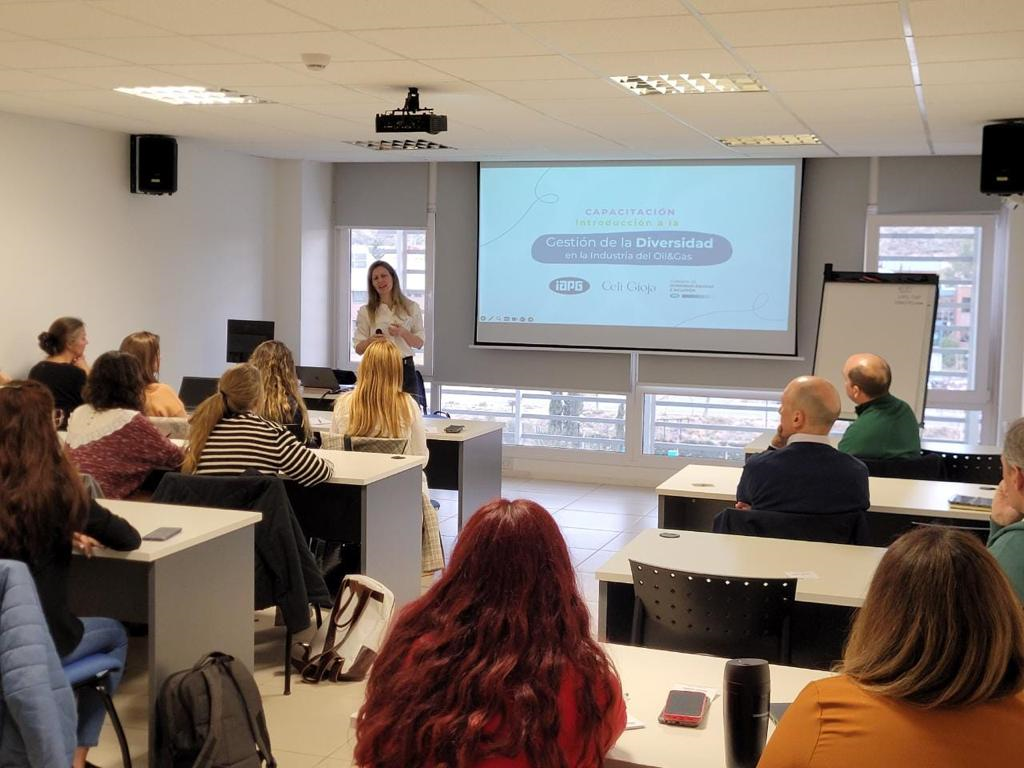 CAPACITACIÓN
Introducción a la
Gestión de la Diversidad
en la Industria del Oil&Gas
iAPG
Celi Gioja